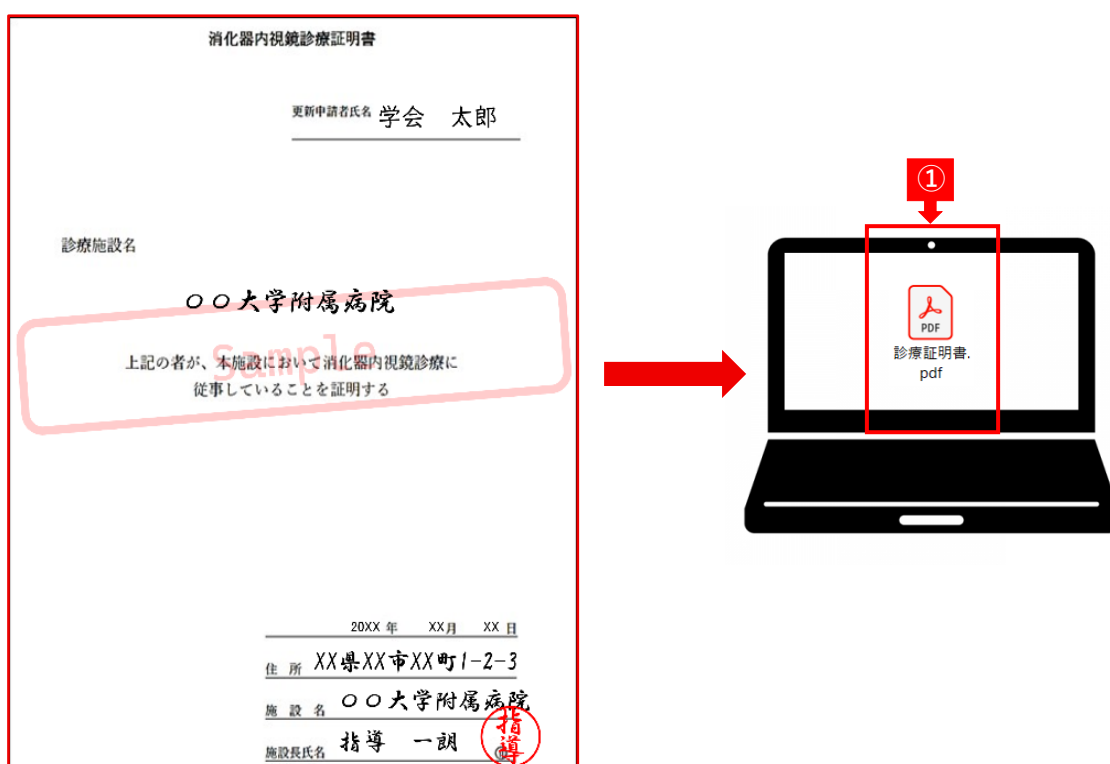 消化器内視鏡診療証明書
更新申請者氏名 学会 太郎
診療施設名
〇〇大学附属病院
Sample
上記の者が、本施設において消化器内視鏡診療に
従事していることを証明する
20XX 年 XX月 XX 日
住 所 XX県XX市XX町1-2-3
施 設 名 〇〇大学附属病院
施設長氏名 指導 一朗 ㊞
指導
①
PDF
診療証明書.
pdf